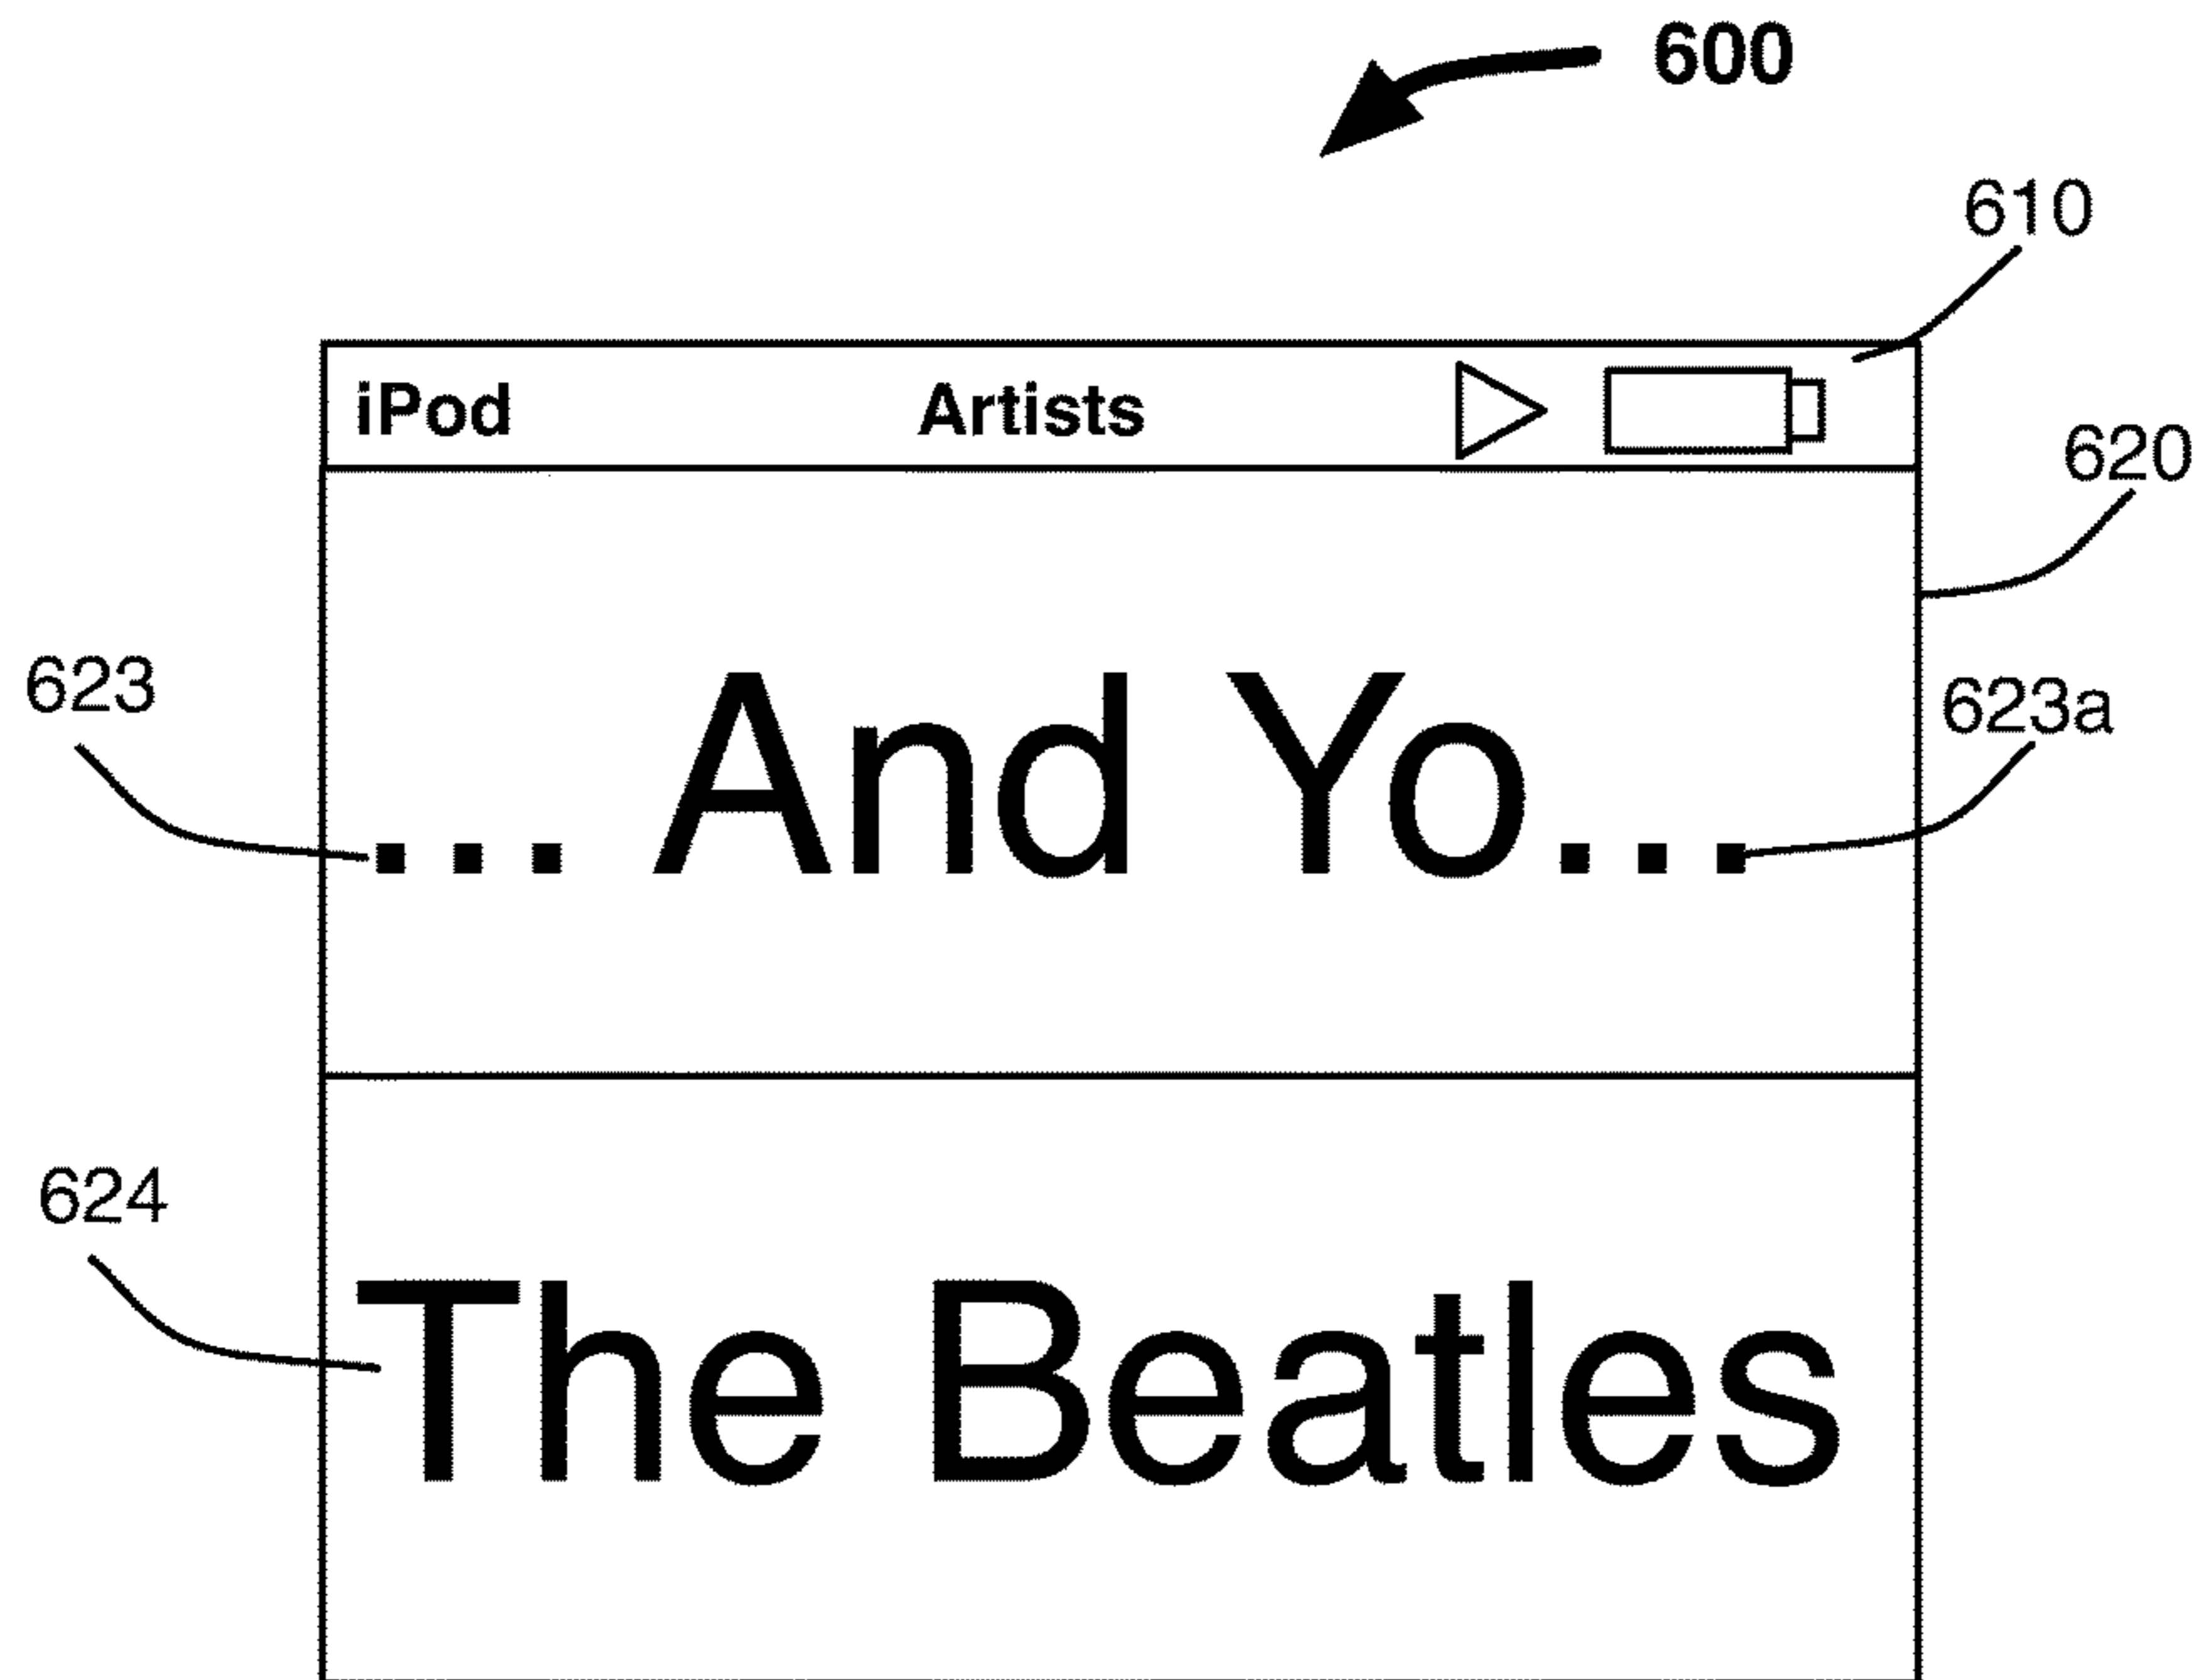 600
610
iPod Artists
620
623
623a
... And Yo...
624
The Beatles